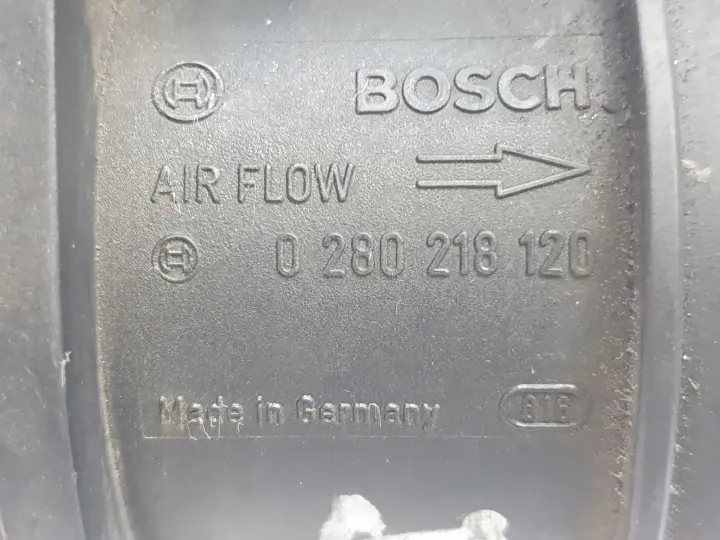 BOSCH
AIR FLOW
0 280 218 120
Made in Germany 816